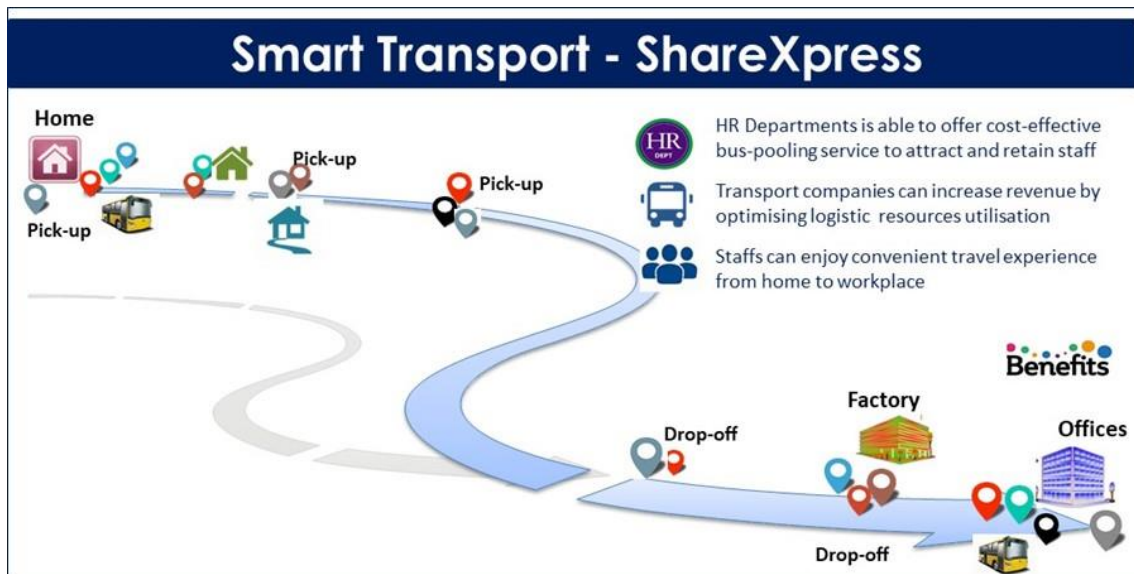 Smart Transport - ShareXpress
Home
HR
DEPT
HR Departments is able to offer cost-effective
bus-pooling service to attract and retain staff
Pick-up
Pick-up
Pick-up
Transport companies can increase revenue by
optimising logistic resources utilisation
Staffs can enjoy convenient travel experience
from home to workplace
Benefits
Factory
Offices
Drop-off
Drop-off